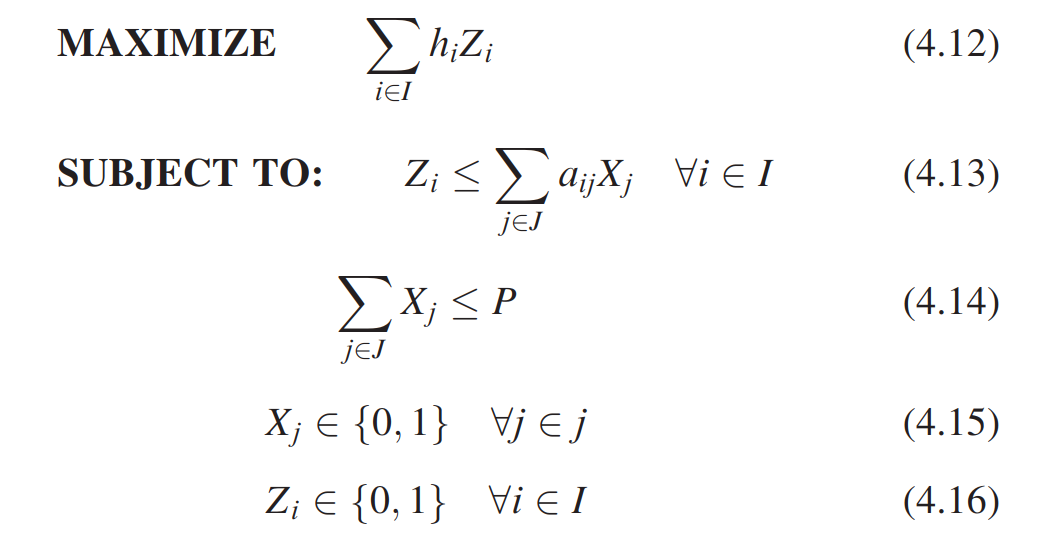 MAXIMIZE ∑_{i∈I} h_i Z_i (4.12)
SUBJECT TO: Z_i ≤ ∑_{j∈J} a_{ij} X_j ∀i ∈ I (4.13)
∑_{j∈J} X_j ≤ P (4.14)
X_j ∈ {0, 1} ∀j ∈ j (4.15)
Z_i ∈ {0, 1} ∀i ∈ I (4.16)